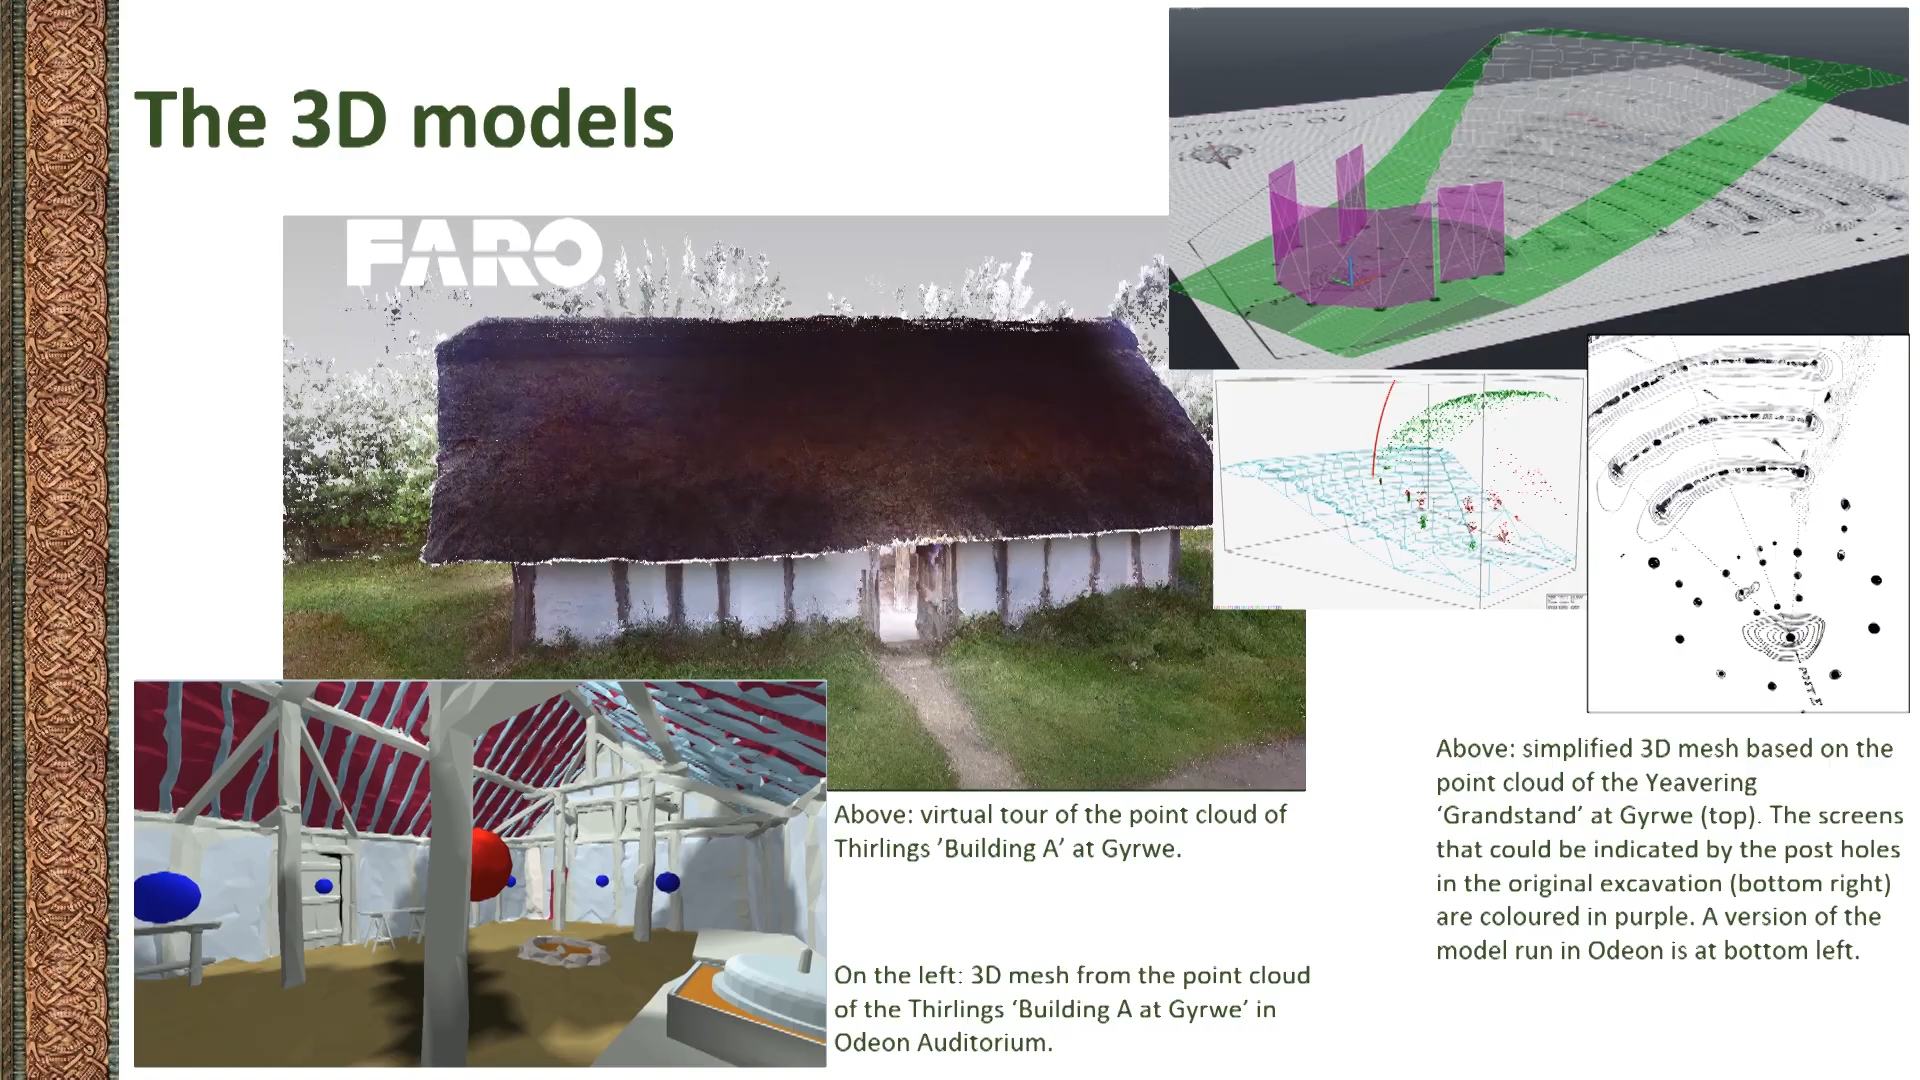 The 3D models
FARO
Above: virtual tour of the point cloud of
Thirlings ’Building A’ at Gyrwe.
On the left: 3D mesh from the point cloud
of the Thirlings ‘Building A at Gyrwe’ in
Odeon Auditorium.
POST E
Above: simplified 3D mesh based on the
point cloud of the Yeavering
‘Grandstand’ at Gyrwe (top). The screens
that could be indicated by the post holes
in the original excavation (bottom right)
are coloured in purple. A version of the
model run in Odeon is at bottom left.